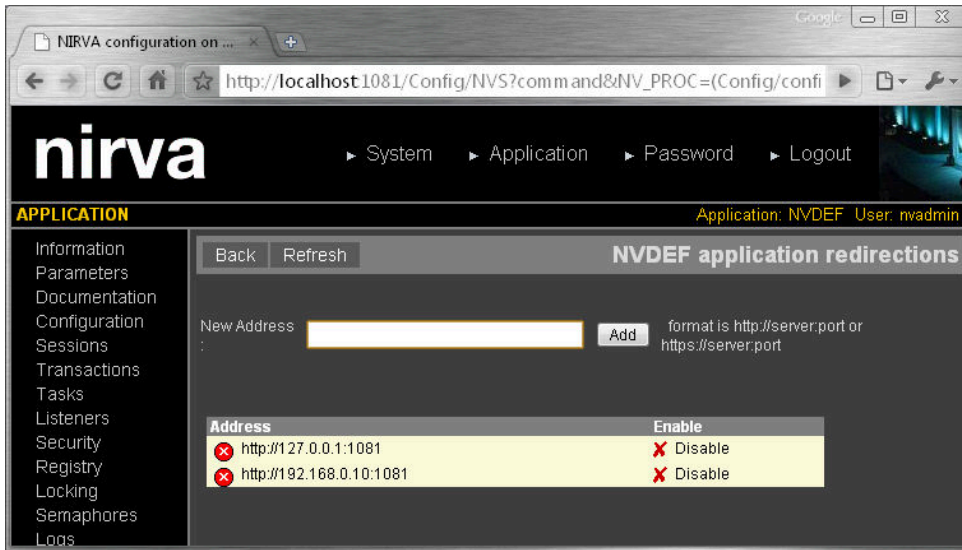 Google
NIRVA configuration on ...
http://localhost:1081/Config/NVS?command&NV_PROC=(Config/confi
nirva
System
Application
Password
Logout
APPLICATION
Application: NVDEF User: nvadmin
Information
Parameters
Documentation
Configuration
Sessions
Transactions
Tasks
Listeners
Security
Registry
Locking
Semaphores
Logs
Back
Refresh
NVDEF application redirections
New Address
:
Add
format is http://server:port or
https://server:port
Address Enable
http://127.0.0.1:1081 Disable
http://192.168.0.10:1081 Disable